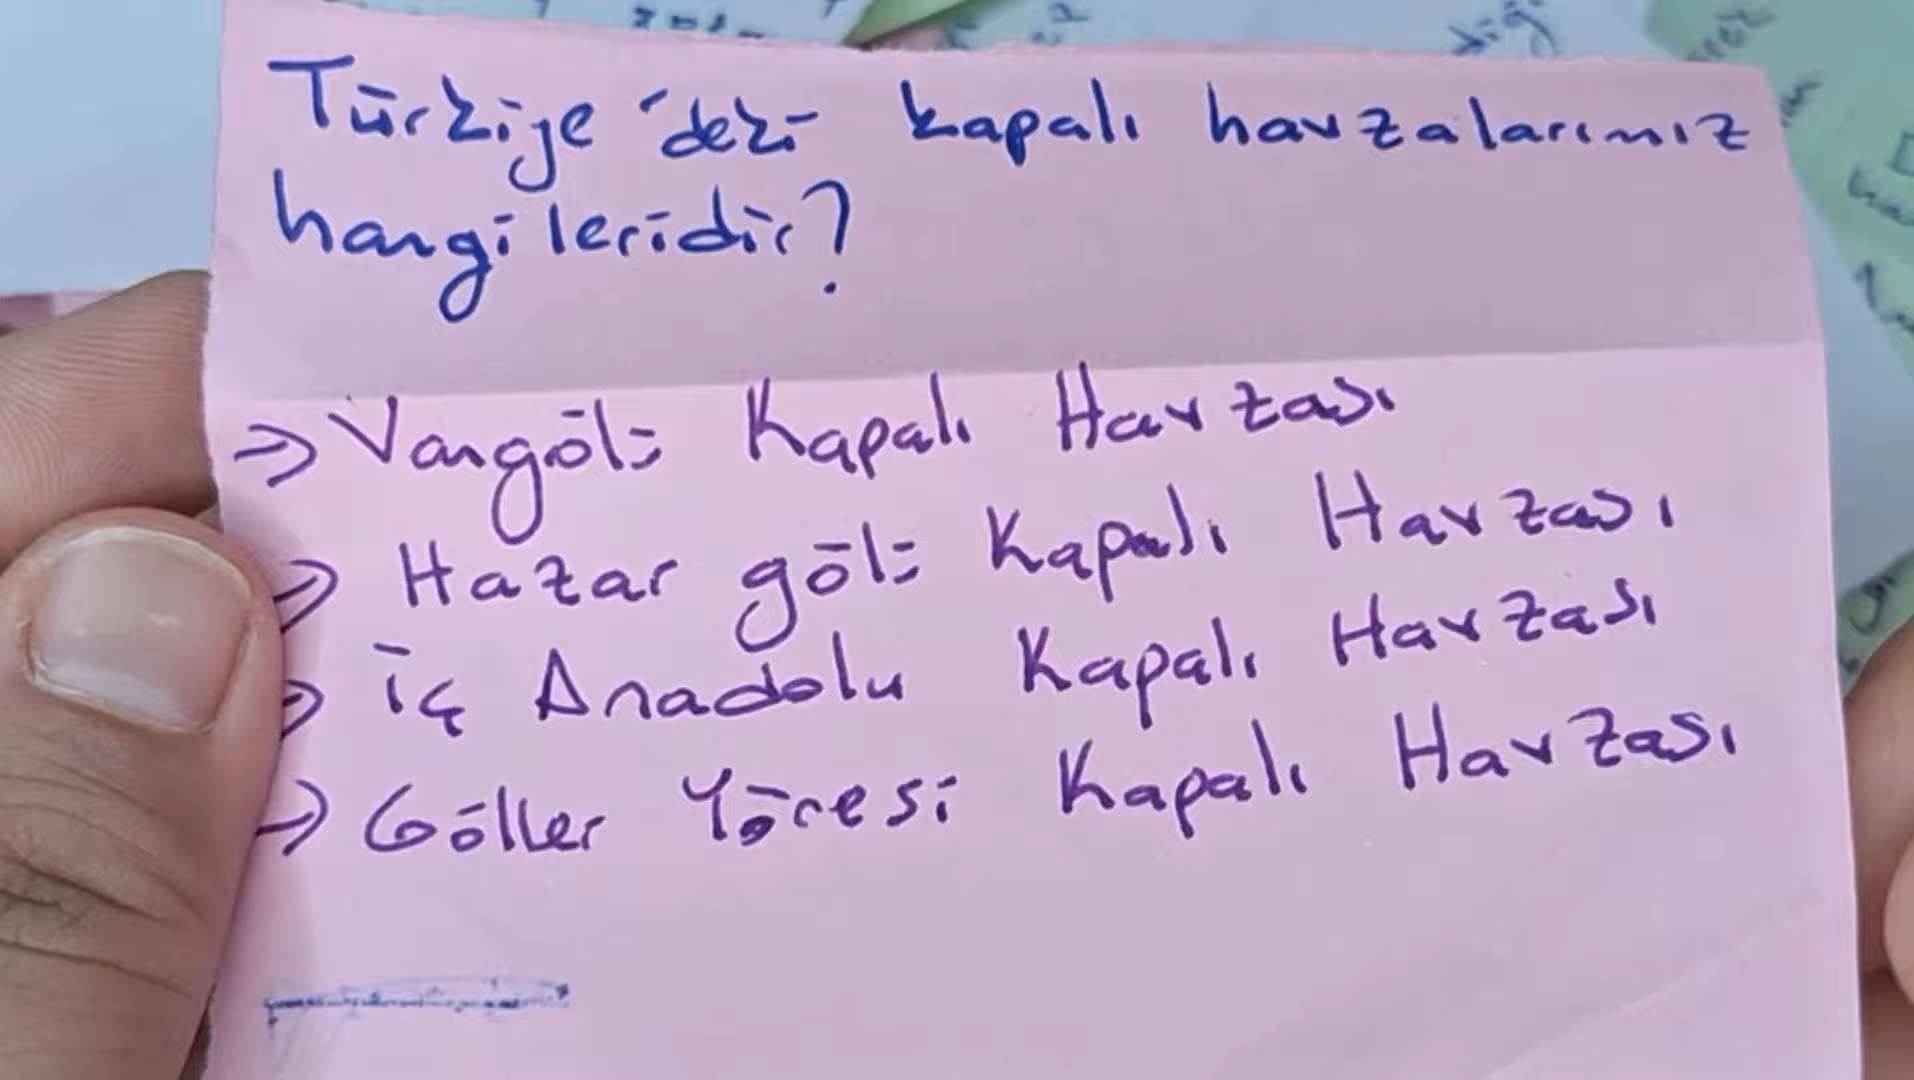 Türkiye'deki kapalı havzalarımız
hangileridir?
⇒ Vangölü Kapalı Havzası
⇒ Hazar gölü Kapalı Havzası
⇒ İç Anadolu Kapalı Havzası
⇒ Göller Yöresi Kapalı Havzası